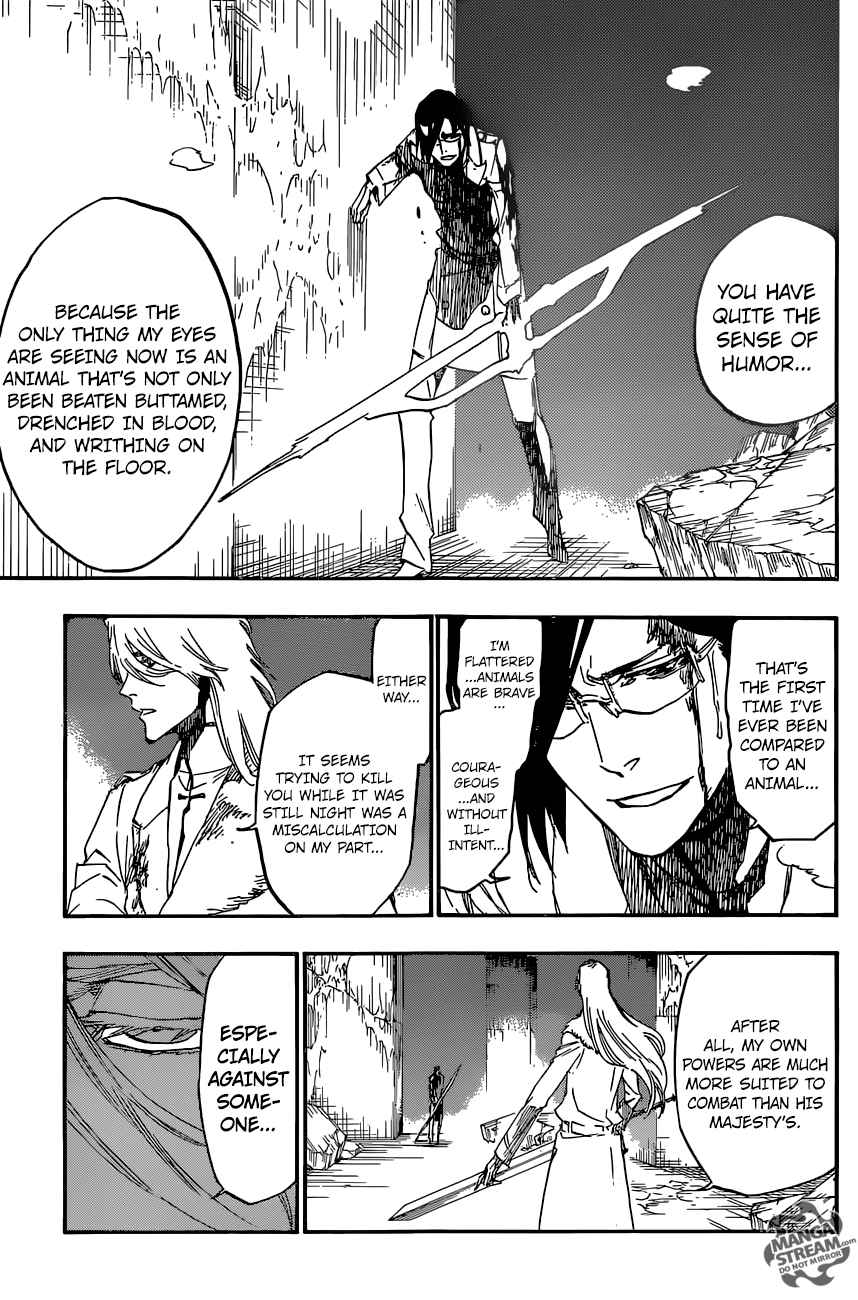 YOU HAVE
QUITE THE
SENSE OF
HUMOR...
BECAUSE THE
ONLY THING MY EYES
ARE SEEING NOW IS AN
ANIMAL THAT'S NOT ONLY
BEEN BEATEN BUTTAMED,
DRENCHED IN BLOOD,
AND WRITHING ON
THE FLOOR.
THAT'S
THE FIRST
TIME I'VE
EVER BEEN
COMPARED
TO AN
ANIMAL...
I'M
FLATTERED
...ANIMALS
ARE BRAVE
...
COURA-
GEOUS
...AND
WITHOUT
ILL-
INTENT...
EITHER
WAY...
IT SEEMS
TRYING TO KILL
YOU WHILE IT WAS
STILL NIGHT WAS A
MISCALCULATION
ON MY PART...
AFTER
ALL, MY OWN
POWERS ARE MUCH
MORE SUITED TO
COMBAT THAN HIS
MAJESTY'S.
ESPE-
CIALLY
AGAINST
SOME-
ONE...
MANGA
STREAM.com
DO NOT MIRROR